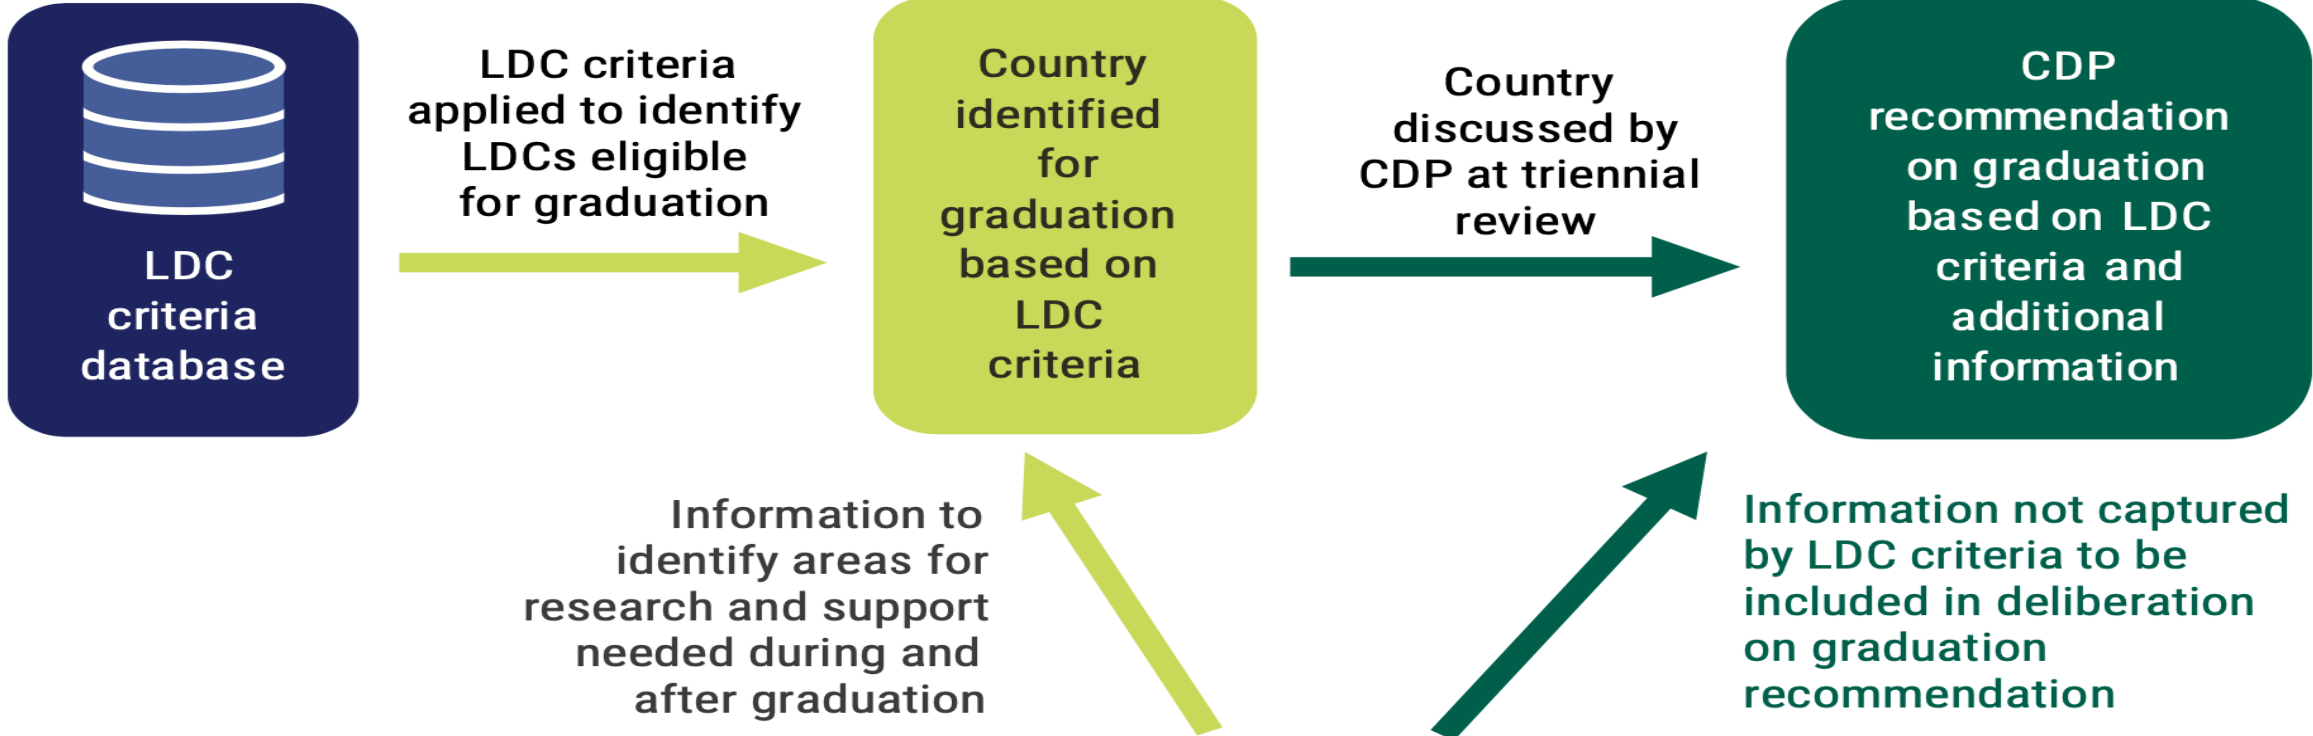 LDC
criteria
database
LDC criteria
applied to identify
LDCs eligible
for graduation
Country
identified
for
graduation
based on
LDC
criteria
Country
discussed by
CDP at triennial
review
CDP
recommendation
on graduation
based on LDC
criteria and
additional
information
Information to
identify areas for
research and support
needed during and
after graduation
Information not captured
by LDC criteria to be
included in deliberation
on graduation
recommendation